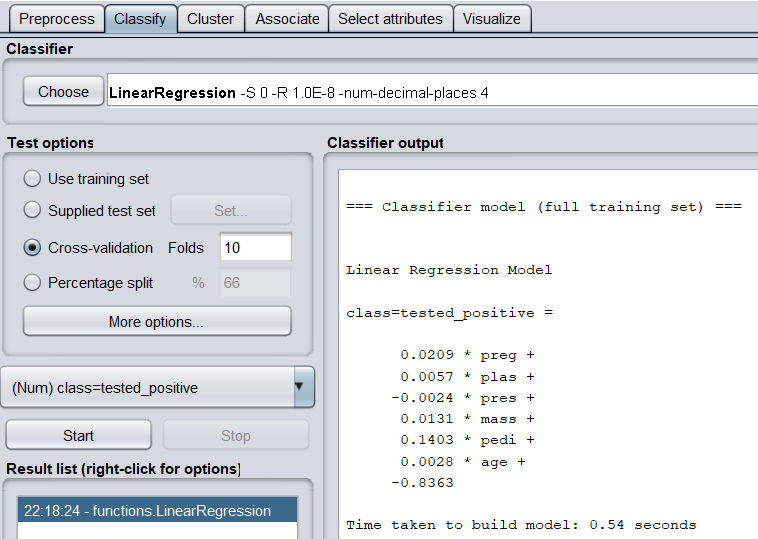 Preprocess Classify Cluster Associate Select attributes Visualize
Classifier
Choose LinearRegression -S 0 -R 1.0E-8 -num-decimal-places 4
Test options
Use training set
Supplied test set Set...
Cross-validation Folds 10
Percentage split % 66
More options...
(Num) class=tested_positive
Start Stop
Result list (right-click for options)
22:18:24 - functions.LinearRegression
Classifier output
=== Classifier model (full training set) ===
Linear Regression Model
class=tested_positive =
0.0209 * preg +
0.0057 * plas +
-0.0024 * pres +
0.0131 * mass +
0.1403 * pedi +
0.0028 * age +
-0.8363
Time taken to build model: 0.54 seconds